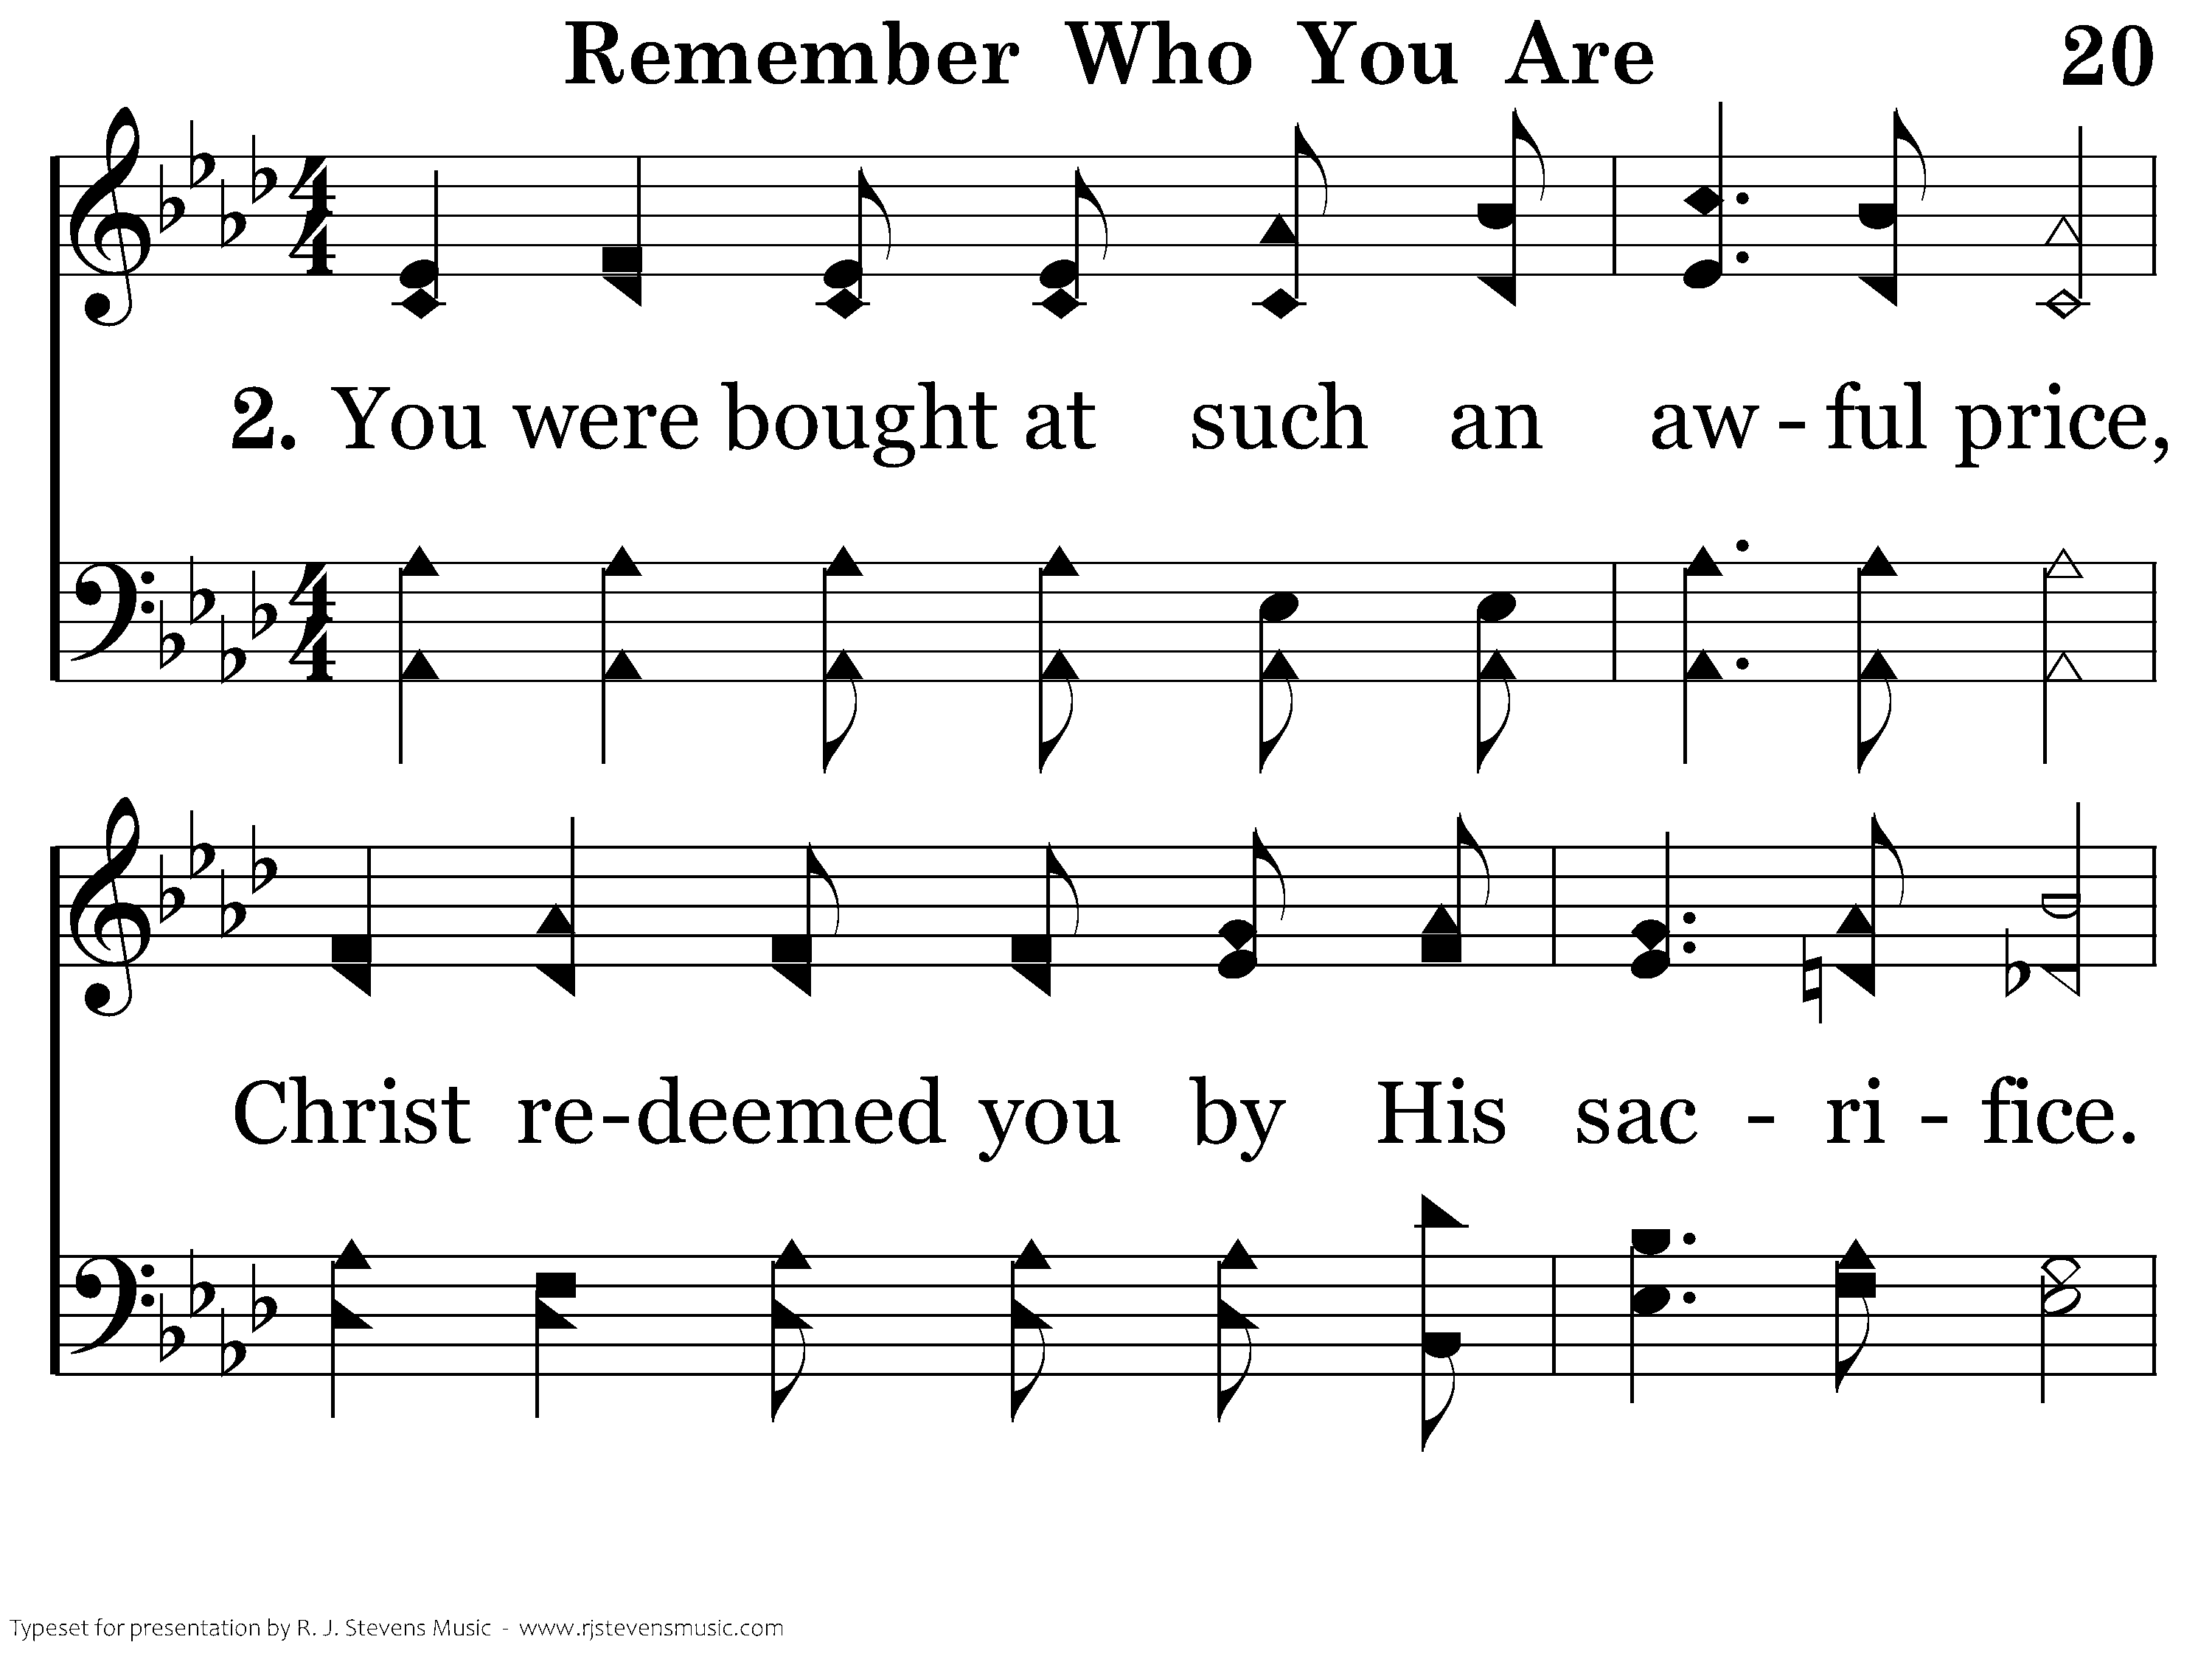 Remember Who You Are 20
2. You were bought at such an aw - ful price,
Christ re - deemed you by His sac - ri - fice.
Typeset for presentation by R. J. Stevens Music - www.rjstevensmusic.com